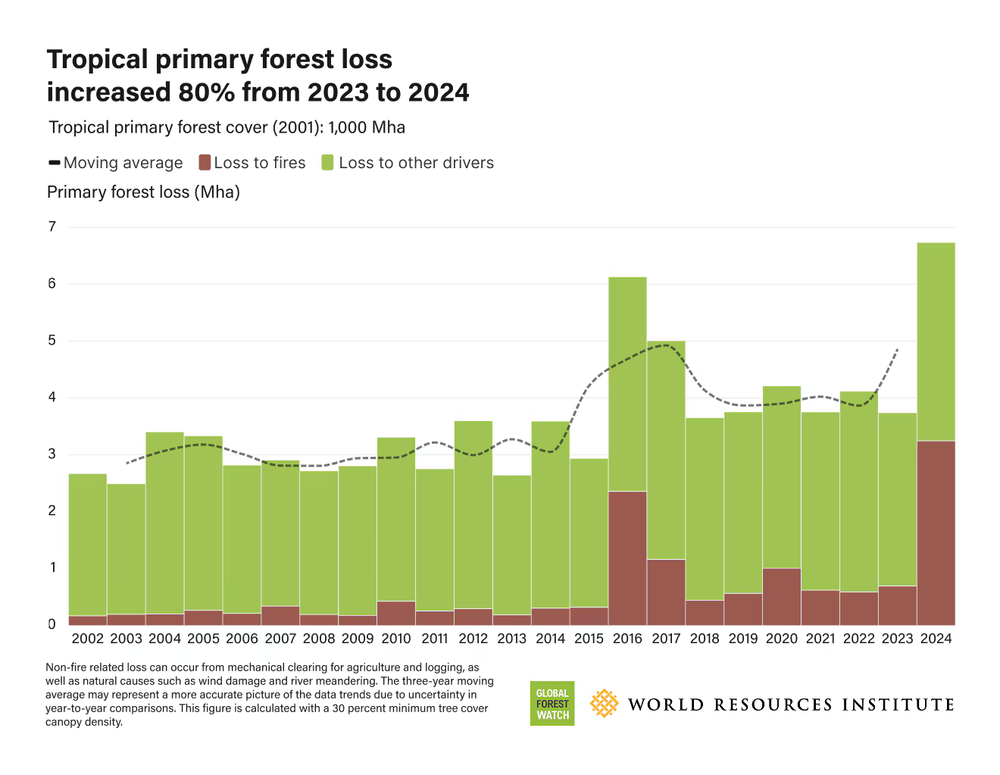 Tropical primary forest loss
increased 80% from 2023 to 2024
Tropical primary forest cover (2001): 1,000 Mha
Moving average Loss to fires Loss to other drivers
Primary forest loss (Mha)
7
6
5
4
3
2
1
0
2002 2003 2004 2005 2006 2007 2008 2009 2010 2011 2012 2013 2014 2015 2016 2017 2018 2019 2020 2021 2022 2023 2024
Non-fire related loss can occur from mechanical clearing for agriculture and logging, as
well as natural causes such as wind damage and river meandering. The three-year moving
average may represent a more accurate picture of the data trends due to uncertainty in
year-to-year comparisons. This figure is calculated with a 30 percent minimum tree cover
canopy density.
GLOBAL
FOREST
WATCH
WORLD RESOURCES INSTITUTE